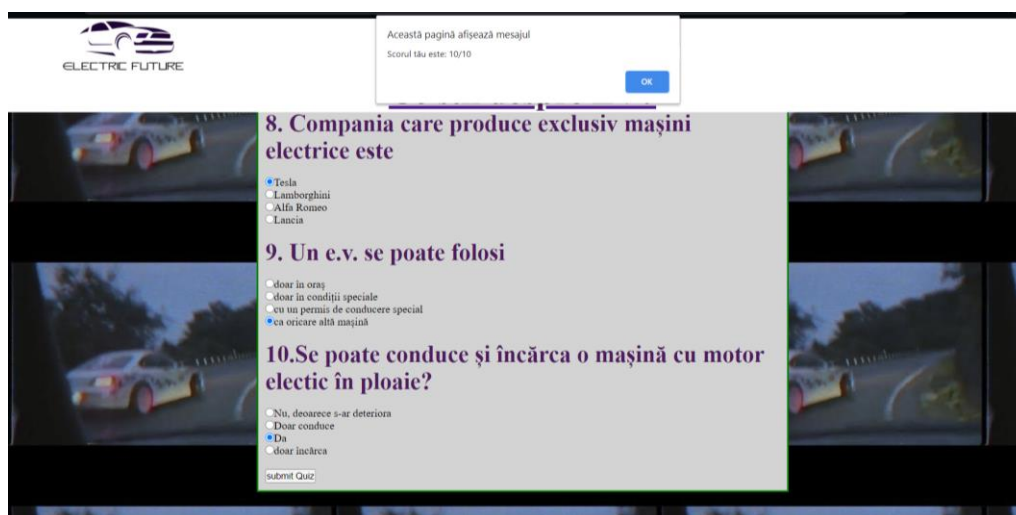 ELECTRIC FUTURE
Această pagină afișează mesajul
Scorul tău este: 10/10
OK
8. Compania care produce exclusiv mașini
electrice este
Tesla
Lamborghini
Alfa Romeo
Lancia
9. Un e.v. se poate folosi
doar în oraș
doar în condiții speciale
cu un permis de conducere special
ca oricare altă mașină
10.Se poate conduce și încărca o mașină cu motor
electic în ploaie?
Nu, deoarece s-ar deteriora
Doar conduce
Da
doar încărca
submit Quiz